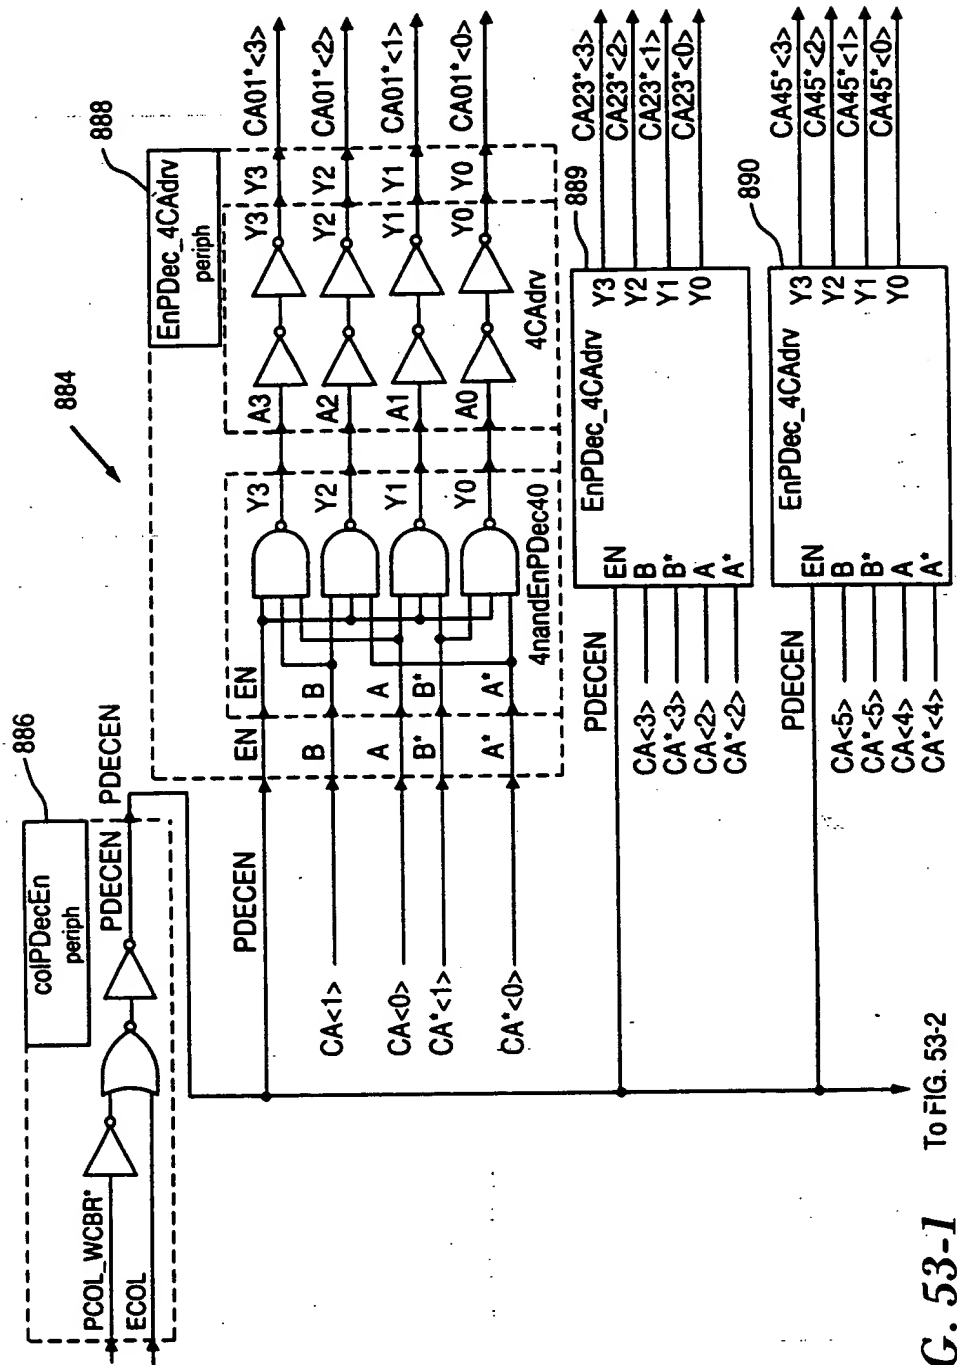 884
886
colPDecEn
periph
PCOL_WCBR*
ECOL
PDECEN
PDECEN
888
EnPDec_4CAdrv
periph
PDECEN
CA<1>
CA<0>
CA*<1>
CA*<0>
EN
B
A
B*
A*
EN
B
A
B*
A*
4nandEnPDec40
Y3
Y2
Y1
Y0
A3
A2
A1
A0
4CAdrv
Y3
Y2
Y1
Y0
Y3
Y2
Y1
Y0
CA01*<3>
CA01*<2>
CA01*<1>
CA01*<0>
889
PDECEN
CA<3>
CA*<3>
CA<2>
CA*<2>
EN
B
B*
A
A*
EnPDec_4CAdrv
Y3
Y2
Y1
Y0
CA23*<3>
CA23*<2>
CA23*<1>
CA23*<0>
890
PDECEN
CA<5>
CA*<5>
CA<4>
CA*<4>
EN
B
B*
A
A*
EnPDec_4CAdrv
Y3
Y2
Y1
Y0
CA45*<3>
CA45*<2>
CA45*<1>
CA45*<0>
To FIG. 53-2
G. 53-1